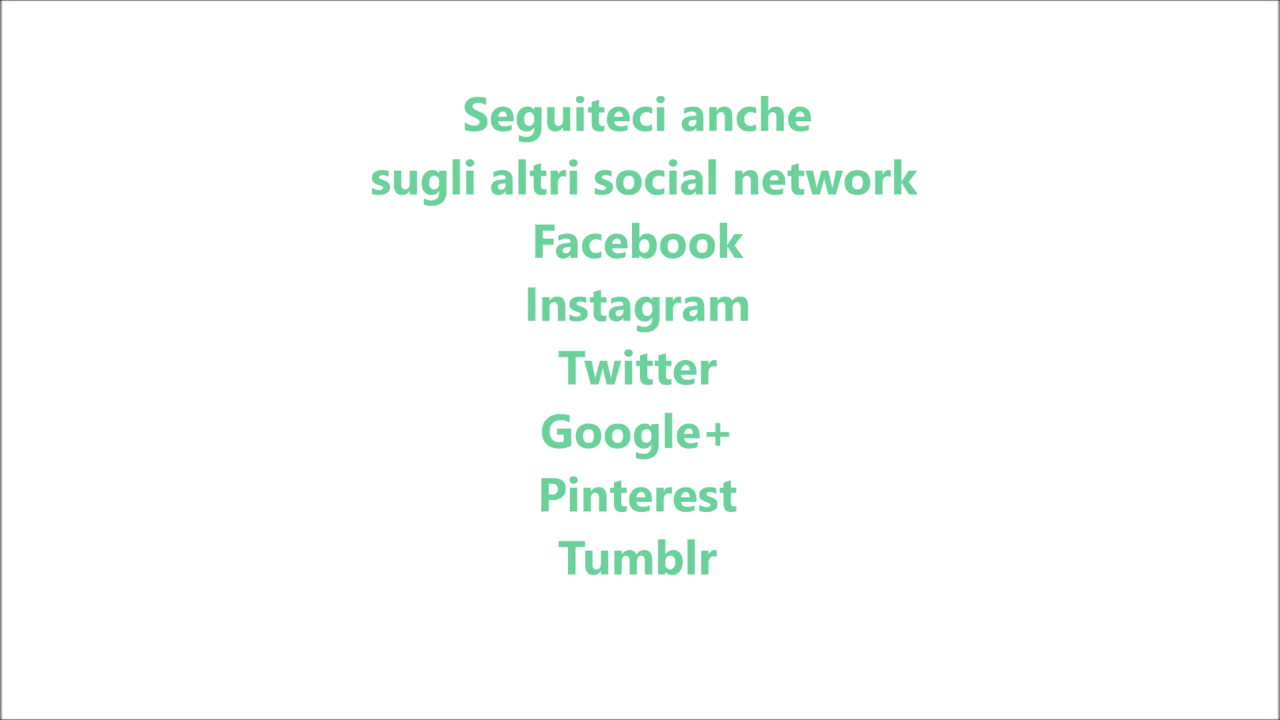 Seguiteci anche
sugli altri social network
Facebook
Instagram
Twitter
Google+
Pinterest
Tumblr